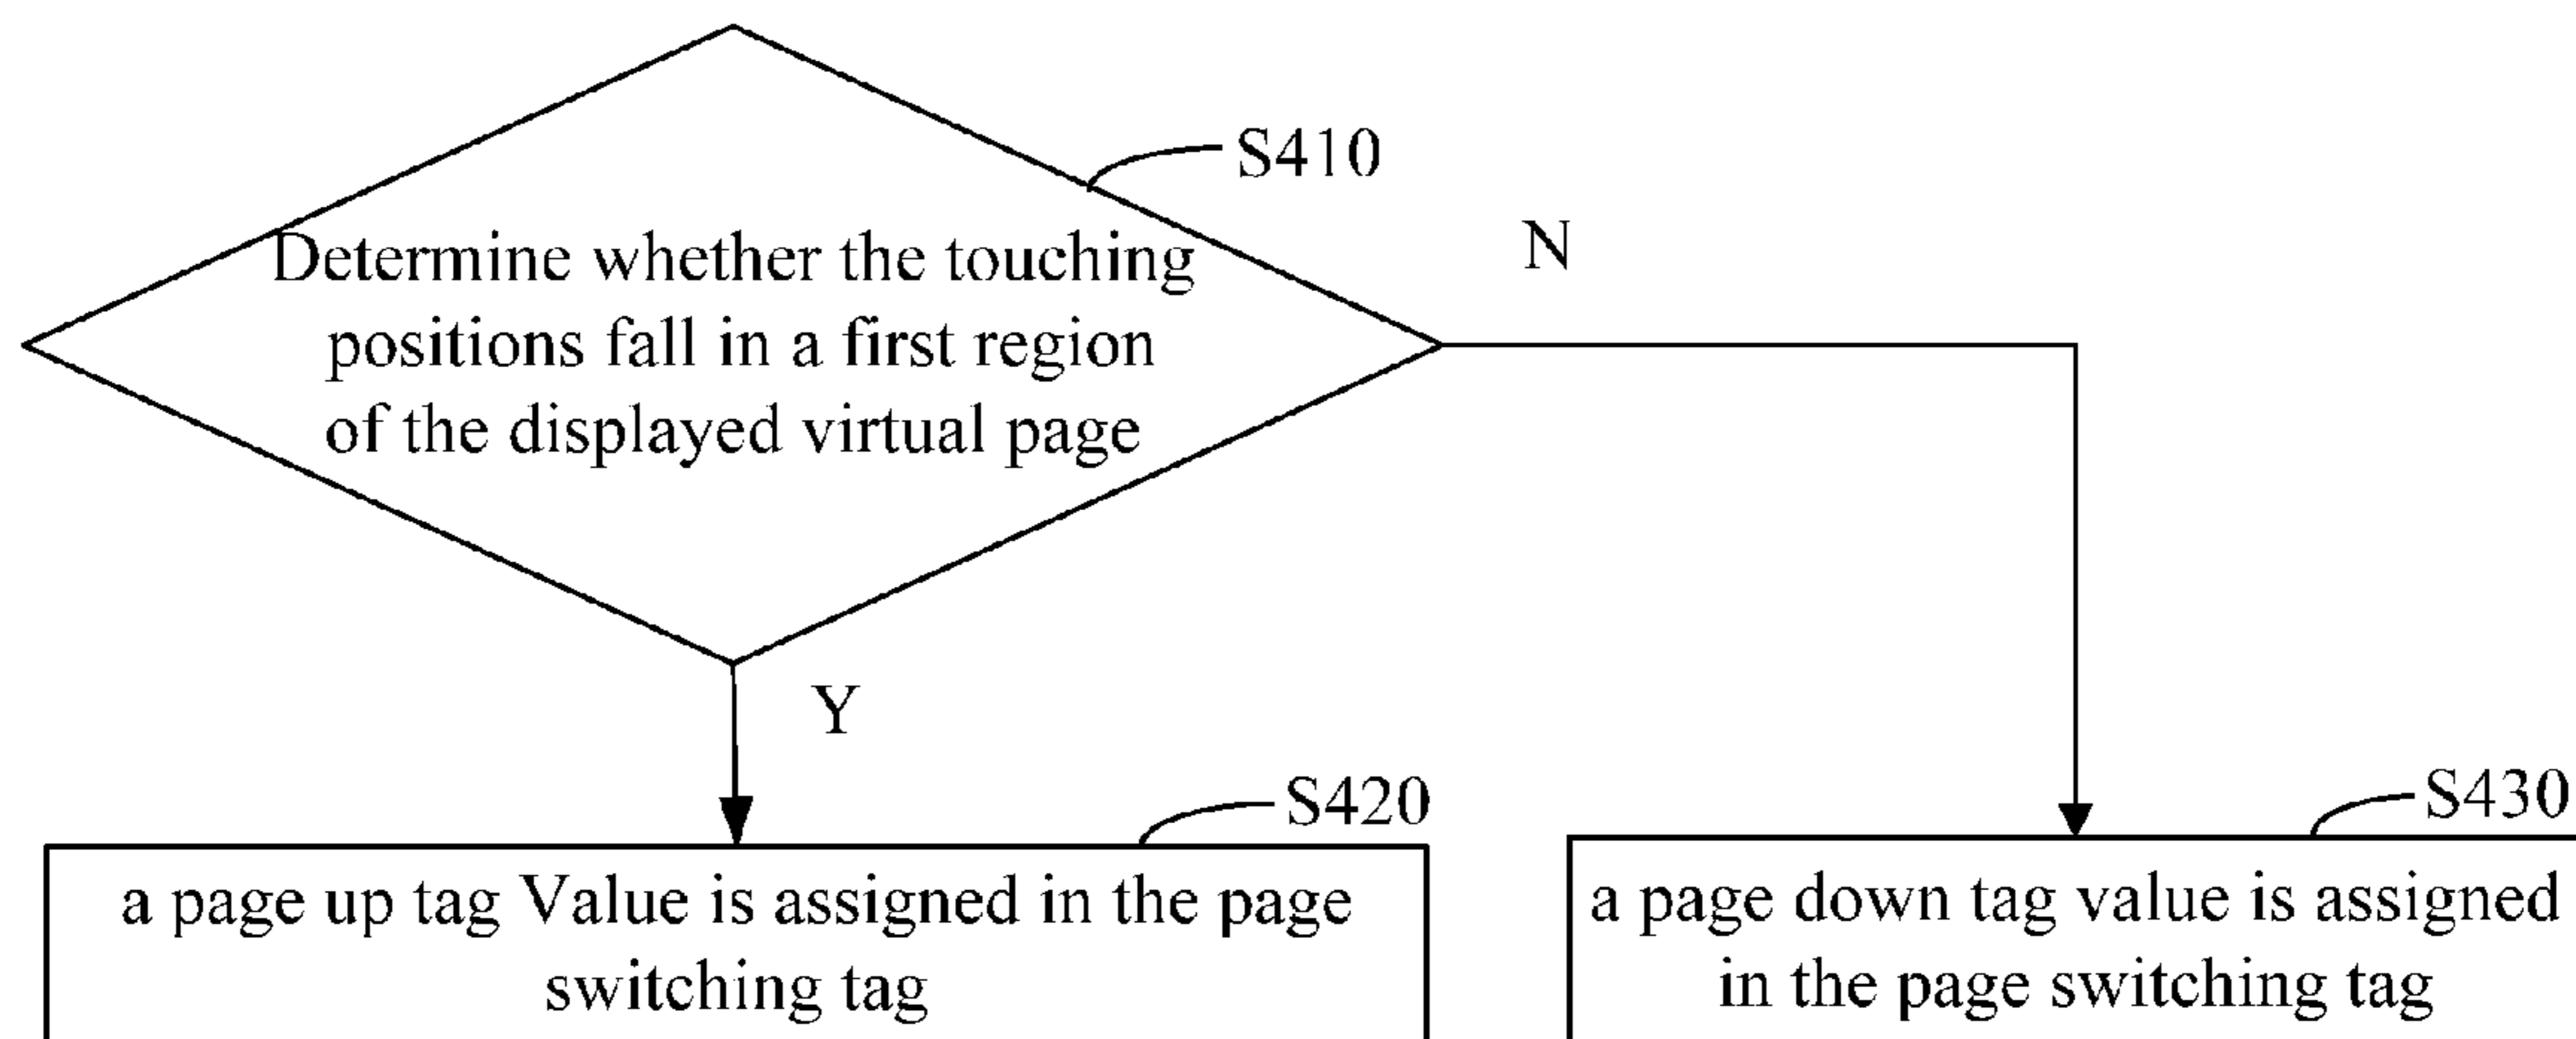 S410
N
Determine whether the touching
positions fall in a first region
of the displayed virtual page
Y
S420
S430
a page up tag Value is assigned in the page
switching tag
a page down tag value is assigned
in the page switching tag